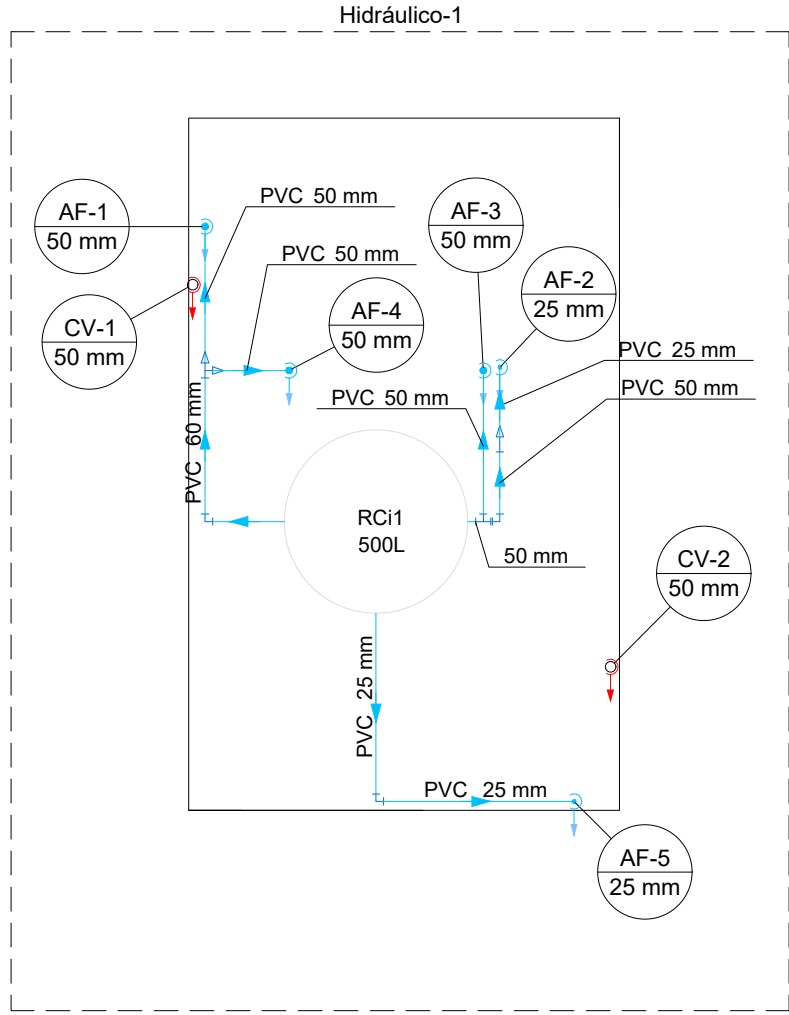 Hidráulico-1
PVC 50 mm
AF-1
50 mm
AF-3
50 mm
PVC 50 mm
AF-2
25 mm
CV-1
50 mm
AF-4
50 mm
PVC 25 mm
PVC 50 mm
PVC 50 mm
PVC 60 mm
RCi1
500L
50 mm
CV-2
50 mm
PVC 25 mm
PVC 25 mm
AF-5
25 mm